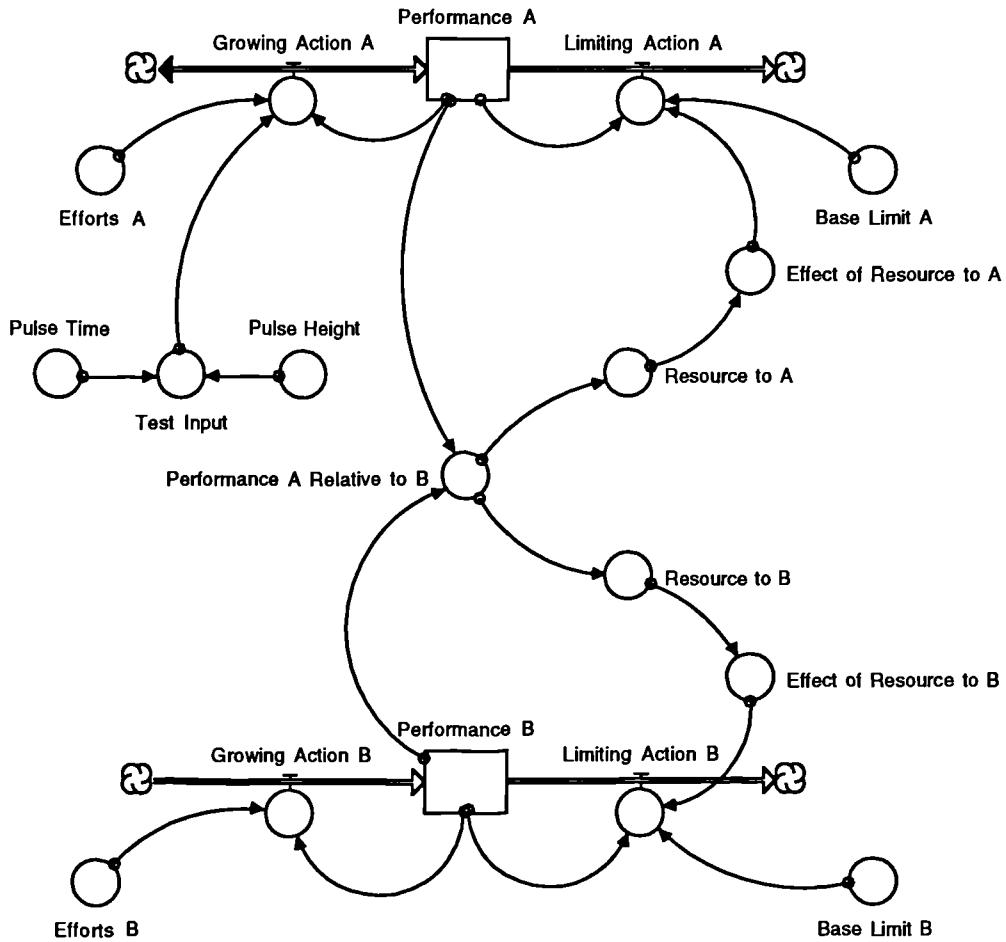 Performance A
Growing Action A
Limiting Action A
Efforts A
Base Limit A
Effect of Resource to A
Pulse Time
Pulse Height
Resource to A
Test Input
Performance A Relative to B
Resource to B
Effect of Resource to B
Performance B
Growing Action B
Limiting Action B
Efforts B
Base Limit B